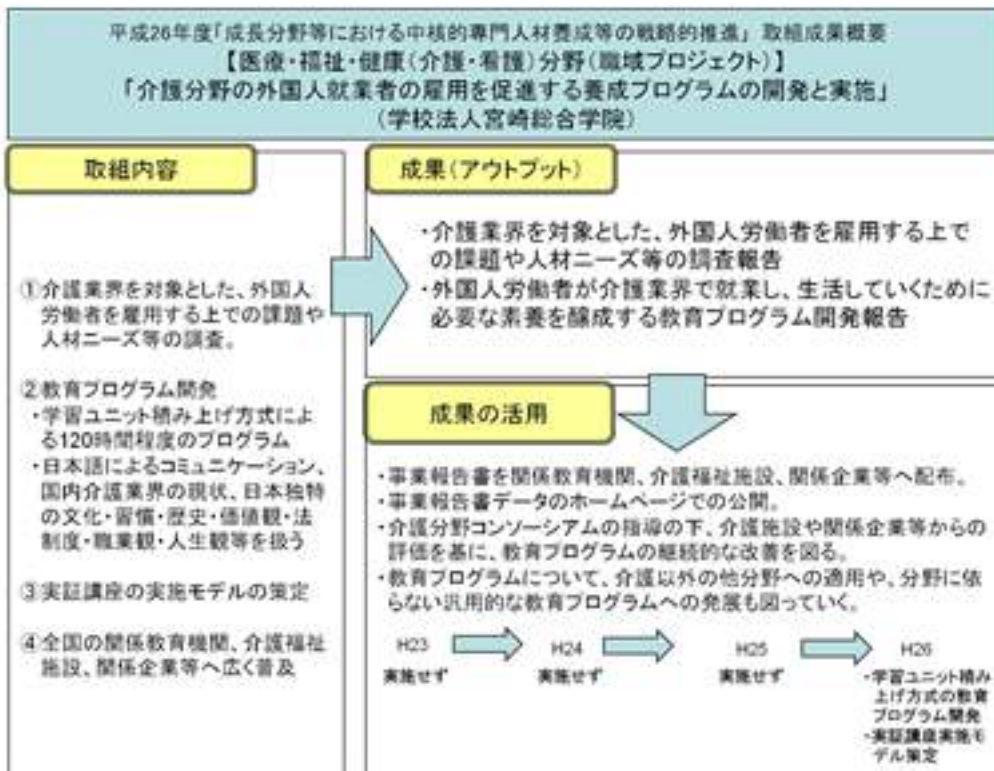 平成26年度「成長分野等における中核的専門人材養成等の戦略的推進」 取組成果概要
【医療・福祉・健康(介護・看護)分野(職域プロジェクト)】
「介護分野の外国人就業者の雇用を促進する養成プログラムの開発と実施」
(学校法人宮崎総合学院)
取組内容
①介護業界を対象とした、外国人
労働者を雇用する上での課題や
人材ニーズ等の調査。
②教育プログラム開発
・学習ユニット積み上げ方式によ
る120時間程度のプログラム
・日本語によるコミュニケーション、
国内介護業界の現状、日本独特
の文化・習慣・歴史・価値観・法
制度・職業観・人生観等を扱う
③実証講座の実施モデルの策定
④全国の関係教育機関、介護福祉
施設、関係企業等へ広く普及
成果(アウトプット)
・介護業界を対象とした、外国人労働者を雇用する上で
の課題や人材ニーズ等の調査報告
・外国人労働者が介護業界で就業し、生活していくために
必要な素養を醸成する教育プログラム開発報告
成果の活用
・事業報告書を関係教育機関、介護福祉施設、関係企業等へ配布。
・事業報告書データのホームページでの公開。
・介護分野コンソーシアムの指導の下、介護施設や関係企業等からの
評価を基に、教育プログラムの継続的な改善を図る。
・教育プログラムについて、介護以外の他分野への適用や、分野に依
らない汎用的な教育プログラムへの発展も図っていく。
H23
実施せず
H24
実施せず
H25
実施せず
H26
・学習ユニット積み
上げ方式の教育
プログラム開発
・実証講座実施モ
デル策定